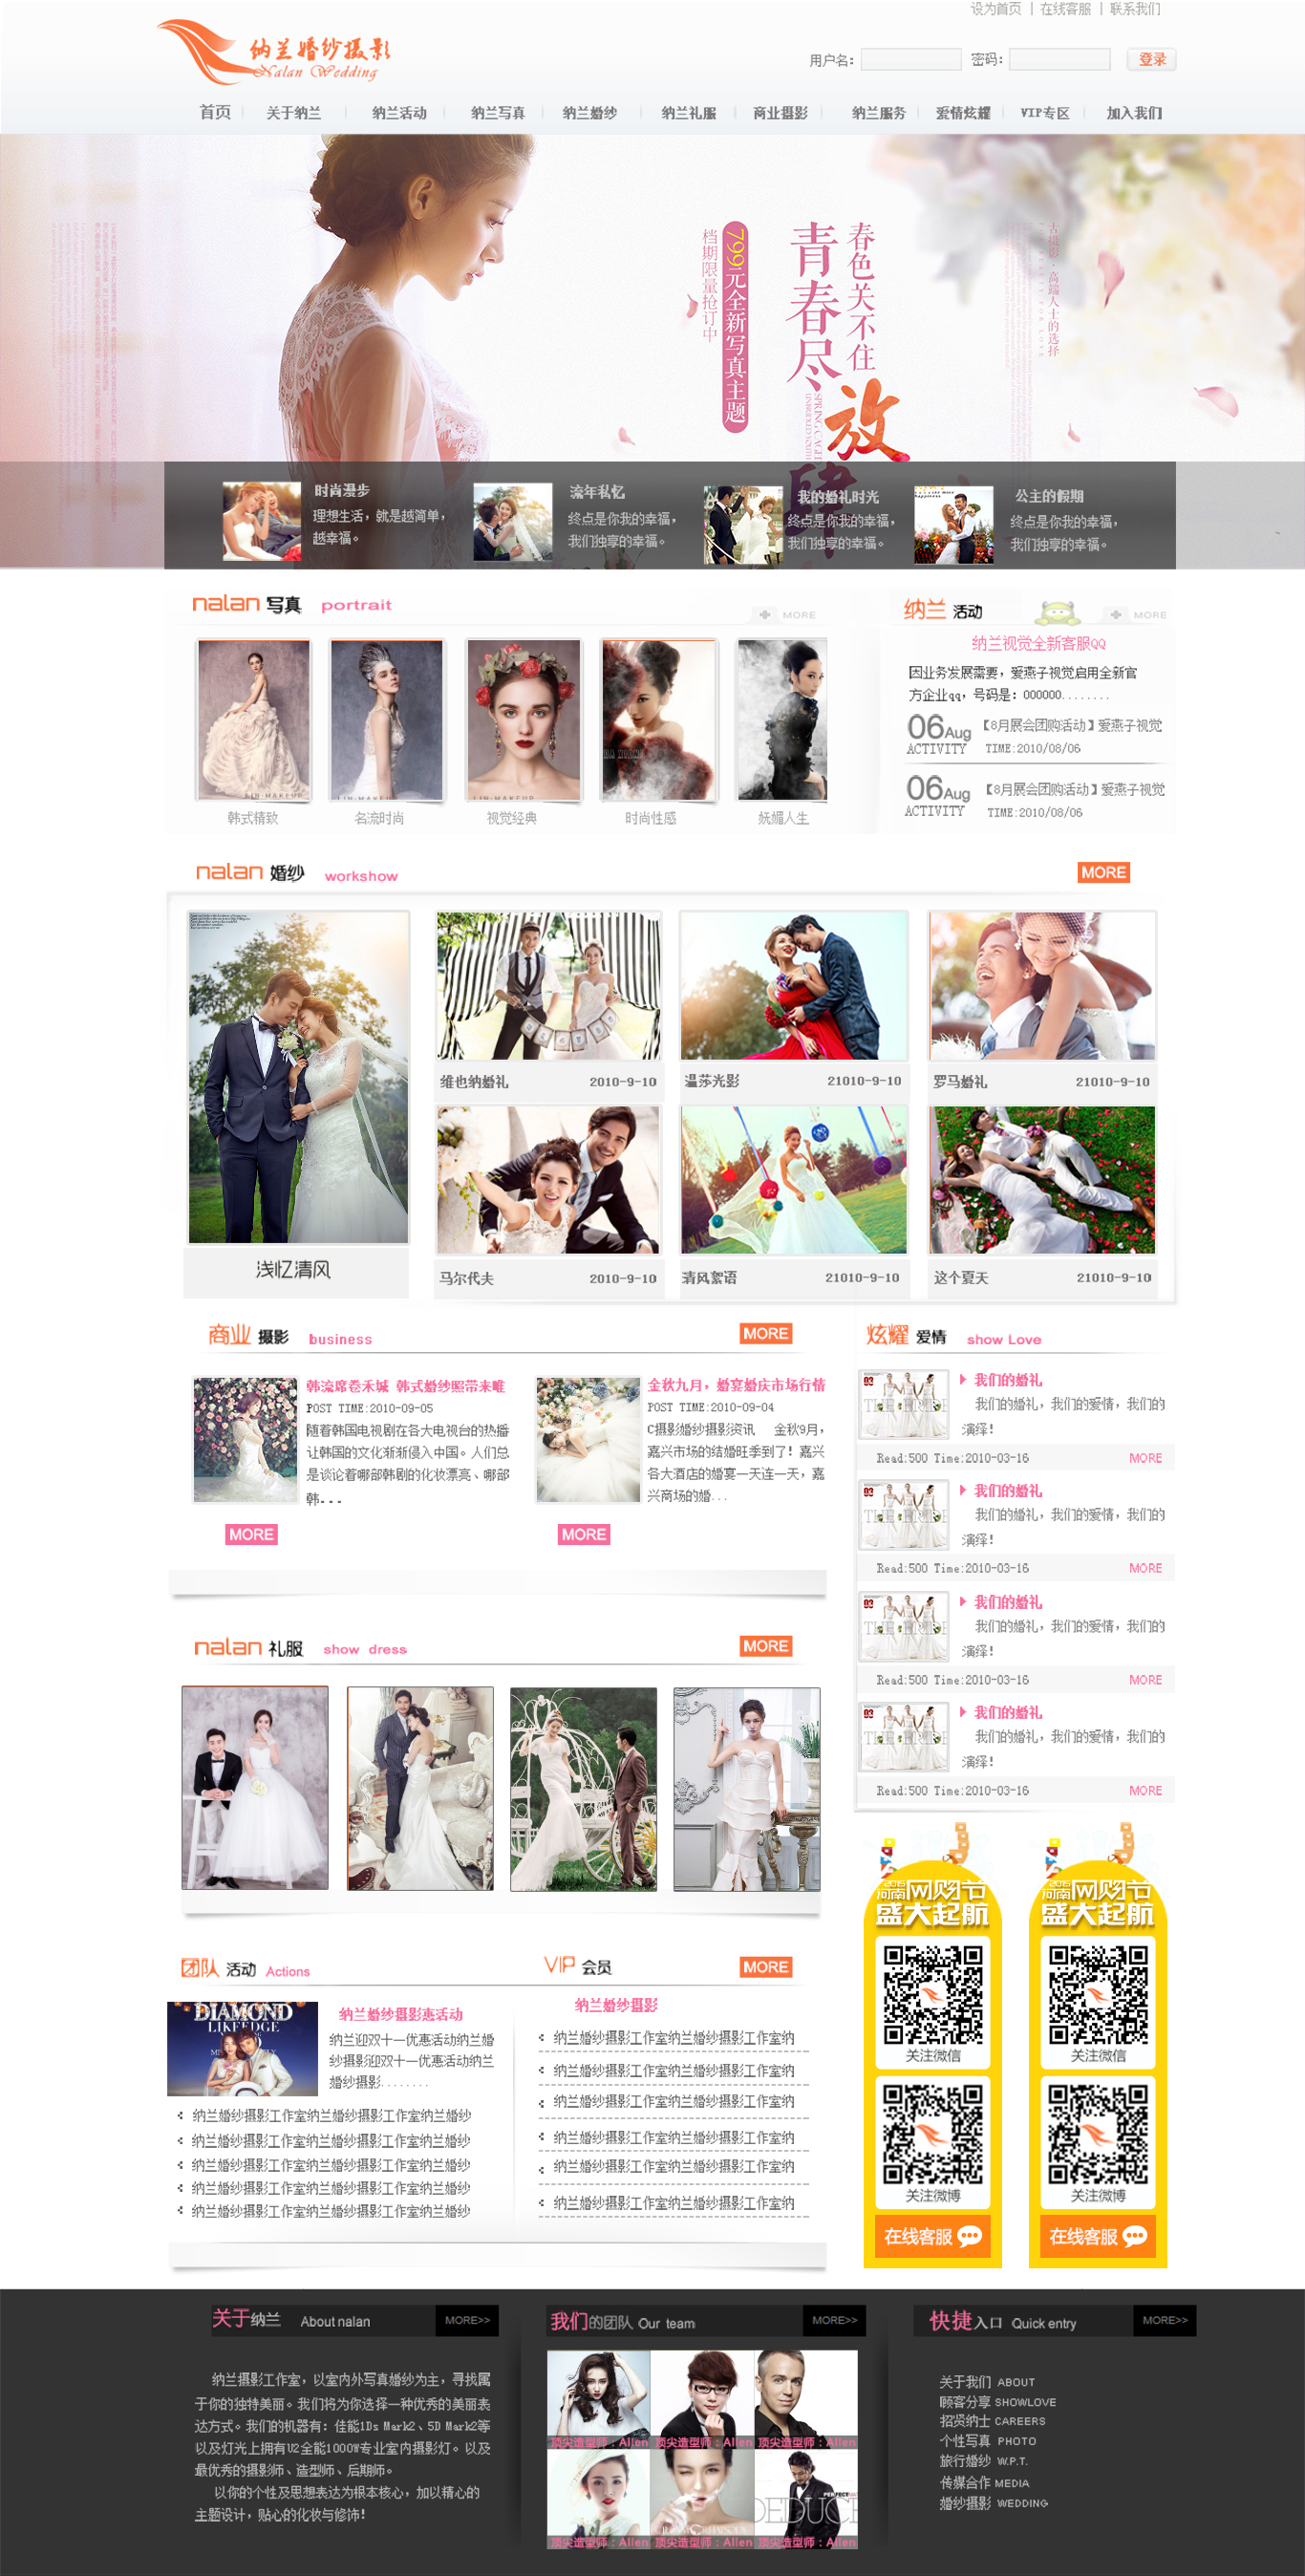 设为首页 | 在线客服 | 联系我们
纳兰婚纱摄影
Nalan Wedding
用户名: 密码: 登录
首页 关于纳兰 纳兰活动 纳兰写真 纳兰婚纱 纳兰礼服 商业摄影 纳兰服务 爱情炫耀 VIP专区 加入我们
春色关不住
青春尽放
肆
799元全新写真主题
档期限量抢订中
古摄影·高端人士的选择
时尚漫步
理想生活，就是越简单，
越幸福。
流年私忆
终点是你我的幸福，
我们独享的幸福。
我的婚礼时光
终点是你我的幸福，
我们独享的幸福。
公主的假期
终点是你我的幸福，
我们独享的幸福。
nalan 写真 portrait
MORE
韩式精致 名流时尚 视觉经典 时尚性感 妩媚人生
纳兰 活动
MORE
纳兰视觉全新客服QQ
因业务发展需要，爱燕子视觉启用全新官
方企业qq，号码是：000000........
06Aug 【8月展会团购活动】爱燕子视觉
ACTIVITY TIME:2010/08/06
06Aug 【8月展会团购活动】爱燕子视觉
ACTIVITY TIME:2010/08/06
nalan 婚纱 workshow
MORE
浅忆清风
维也纳婚礼 2010-9-10
温莎光影 21010-9-10
罗马婚礼 21010-9-10
马尔代夫 2010-9-10
清风絮语 21010-9-10
这个夏天 21010-9-10
商业 摄影 business
MORE
韩流席卷禾城 韩式婚纱照带来唯
POST TIME:2010-09-05
随着韩国电视剧在各大电视台的热播
让韩国的文化渐渐侵入中国。人们总
是谈论着哪部韩剧的化妆漂亮、哪部
韩...
MORE
金秋九月，婚宴婚庆市场行情
POST TIME:2010-09-04
C摄影婚纱摄影资讯 金秋9月，
嘉兴市场的结婚旺季到了！嘉兴
各大酒店的婚宴一天连一天，嘉
兴商场的婚...
MORE
炫耀 爱情 show Love
我们的婚礼
我们的婚礼，我们的爱情，我们的
演绎！
Read:500 Time:2010-03-16 MORE
我们的婚礼
我们的婚礼，我们的爱情，我们的
演绎！
Read:500 Time:2010-03-16 MORE
我们的婚礼
我们的婚礼，我们的爱情，我们的
演绎！
Read:500 Time:2010-03-16 MORE
我们的婚礼
我们的婚礼，我们的爱情，我们的
演绎！
Read:500 Time:2010-03-16 MORE
nalan 礼服 show dress
MORE
团队 活动 Actions
DIAMOND
纳兰婚纱摄影惠活动
纳兰迎双十一优惠活动纳兰婚
纱摄影迎双十一优惠活动纳兰
婚纱摄影........
纳兰婚纱摄影工作室纳兰婚纱摄影工作室纳兰婚纱
纳兰婚纱摄影工作室纳兰婚纱摄影工作室纳兰婚纱
纳兰婚纱摄影工作室纳兰婚纱摄影工作室纳兰婚纱
纳兰婚纱摄影工作室纳兰婚纱摄影工作室纳兰婚纱
纳兰婚纱摄影工作室纳兰婚纱摄影工作室纳兰婚纱
VIP 会员
MORE
纳兰婚纱摄影
纳兰婚纱摄影工作室纳兰婚纱摄影工作室纳
纳兰婚纱摄影工作室纳兰婚纱摄影工作室纳
纳兰婚纱摄影工作室纳兰婚纱摄影工作室纳
纳兰婚纱摄影工作室纳兰婚纱摄影工作室纳
纳兰婚纱摄影工作室纳兰婚纱摄影工作室纳
纳兰婚纱摄影工作室纳兰婚纱摄影工作室纳
2015
河南网购节
盛大起航
关注微信
关注微博
在线客服
2015
河南网购节
盛大起航
关注微信
关注微博
在线客服
关于纳兰 About nalan MORE>>
纳兰摄影工作室，以室内外写真婚纱为主，寻找属
于你的独特美丽。我们将为你选择一种优秀的美丽表
达方式。我们的机器有：佳能1Ds Mark2、5D Mark2等
以及灯光上拥有U2全能1000W专业室内摄影灯。以及
最优秀的摄影师、造型师、后期师。
以你的个性及思想表达为根本核心，加以精心的
主题设计，贴心的化妆与修饰！
我们的团队 Our team MORE>>
顶尖造型师：Allen 顶尖造型师：Allen 顶尖造型师：Allen
顶尖造型师：Allen 顶尖造型师：Allen 顶尖造型师：Allen
快捷入口 Quick entry MORE>>
关于我们 ABOUT
顾客分享 SHOWLOVE
招贤纳士 CAREERS
个性写真 PHOTO
旅行婚纱 W.P.T.
传媒合作 MEDIA
婚纱摄影 WEDDING